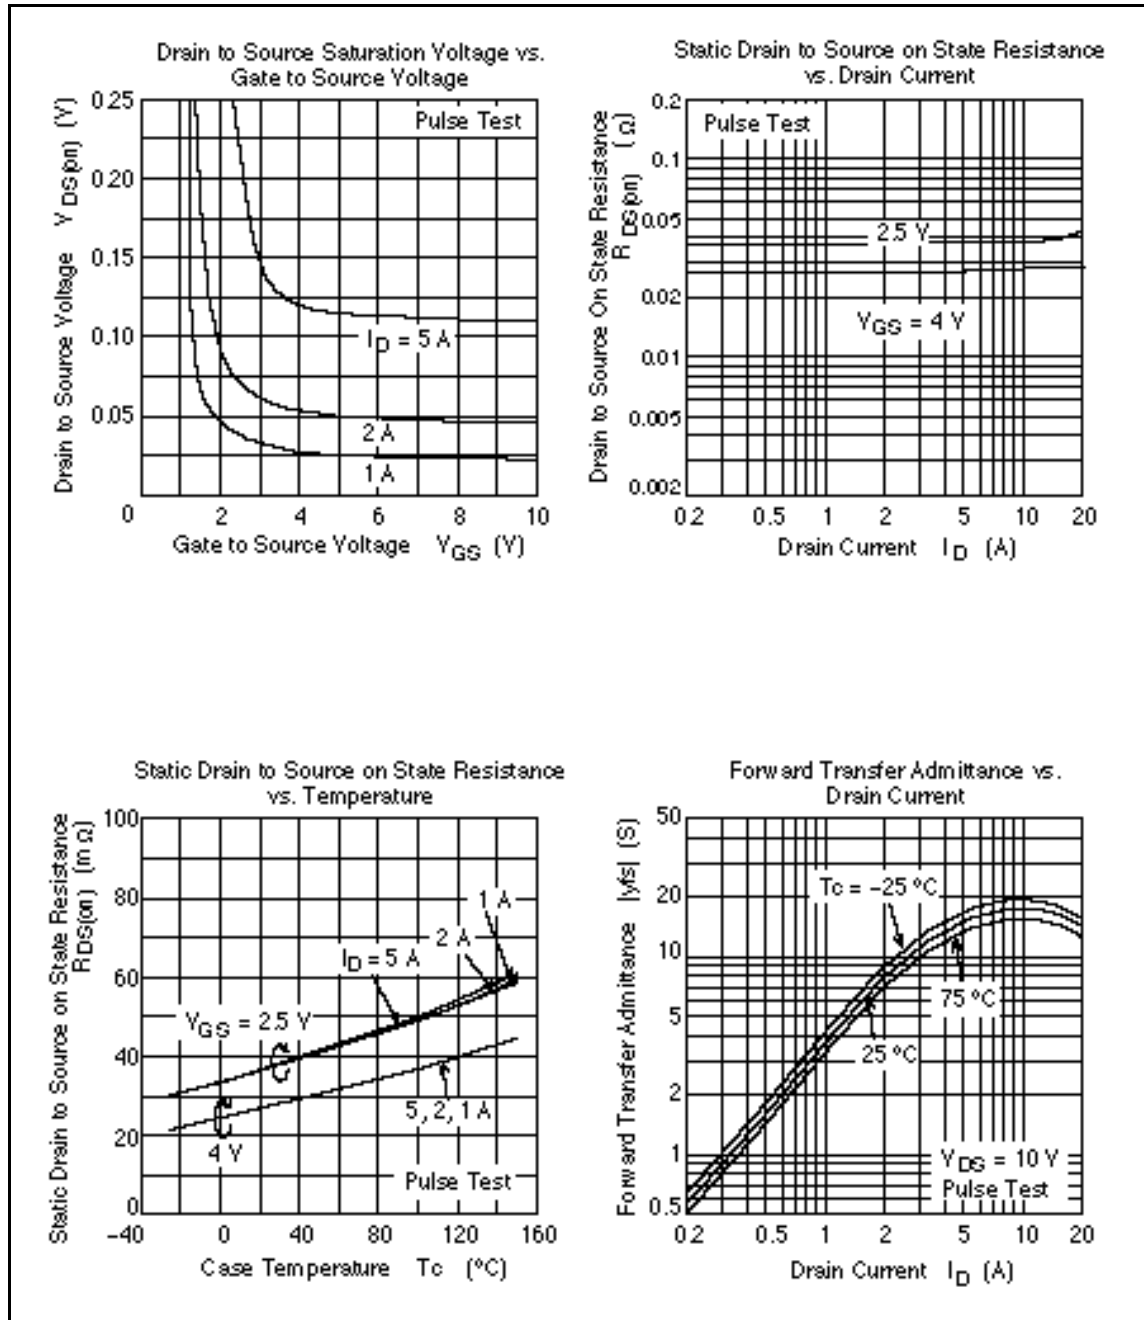 Drain to Source Saturation Voltage vs.
Gate to Source Voltage
Drain to Source Voltage V DS(on) (V)
0.25
0.20
0.15
0.10
0.05
0
Pulse Test
I D = 5 A
2 A
1 A
2 4 6 8 10
Gate to Source Voltage V GS (V)
Static Drain to Source on State Resistance
vs. Drain Current
Drain to Source On State Resistance
R DS(on) ( Ω)
0.2
0.1
0.05
0.02
0.01
0.005
0.002
Pulse Test
2.5 V
V GS = 4 V
0.2 0.5 1 2 5 10 20
Drain Current I D (A)
Static Drain to Source on State Resistance
vs. Temperature
Static Drain to Source on State Resistance
R DS(on) (m Ω)
100
80
60
40
20
0
1 A
2 A
I D = 5 A
V GS = 2.5 V
5, 2, 1 A
4 V
Pulse Test
–40 0 40 80 120 160
Case Temperature Tc (°C)
Forward Transfer Admittance vs.
Drain Current
Forward Transfer Admittance |yfs| (S)
50
20
10
5
2
1
0.5
Tc = –25 °C
75 °C
25 °C
V DS = 10 V
Pulse Test
0.2 0.5 1 2 5 10 20
Drain Current I D (A)